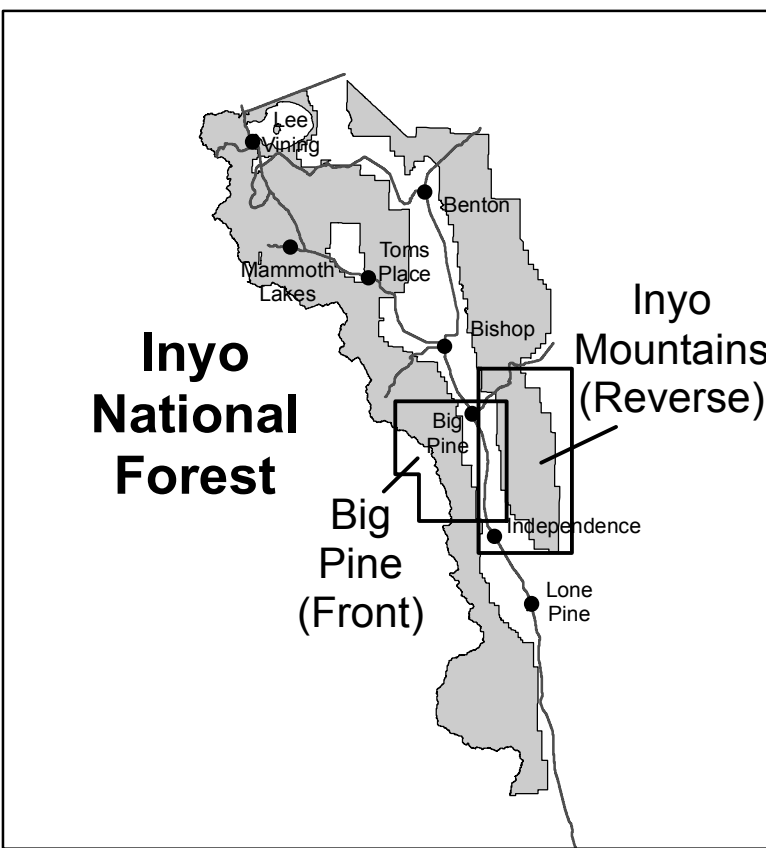 Lee
Vining
Benton
Toms
Place
Mammoth
Lakes
Bishop
Inyo
National
Forest
Inyo
Mountains
(Reverse)
Big
Pine
Big
Pine
(Front)
Independence
Lone
Pine